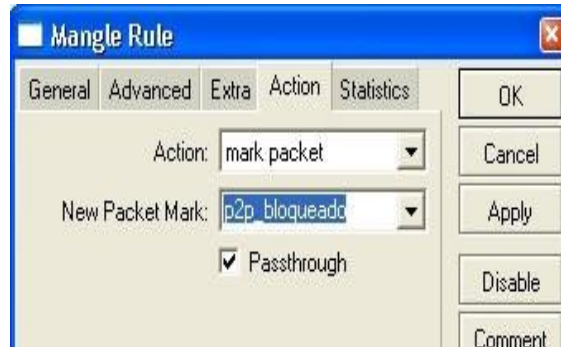 Mangle Rule
General Advanced Extra Action Statistics
OK
Action: mark packet
Cancel
New Packet Mark: p2p_bloqueado
Apply
Passthrough
Disable
Comment